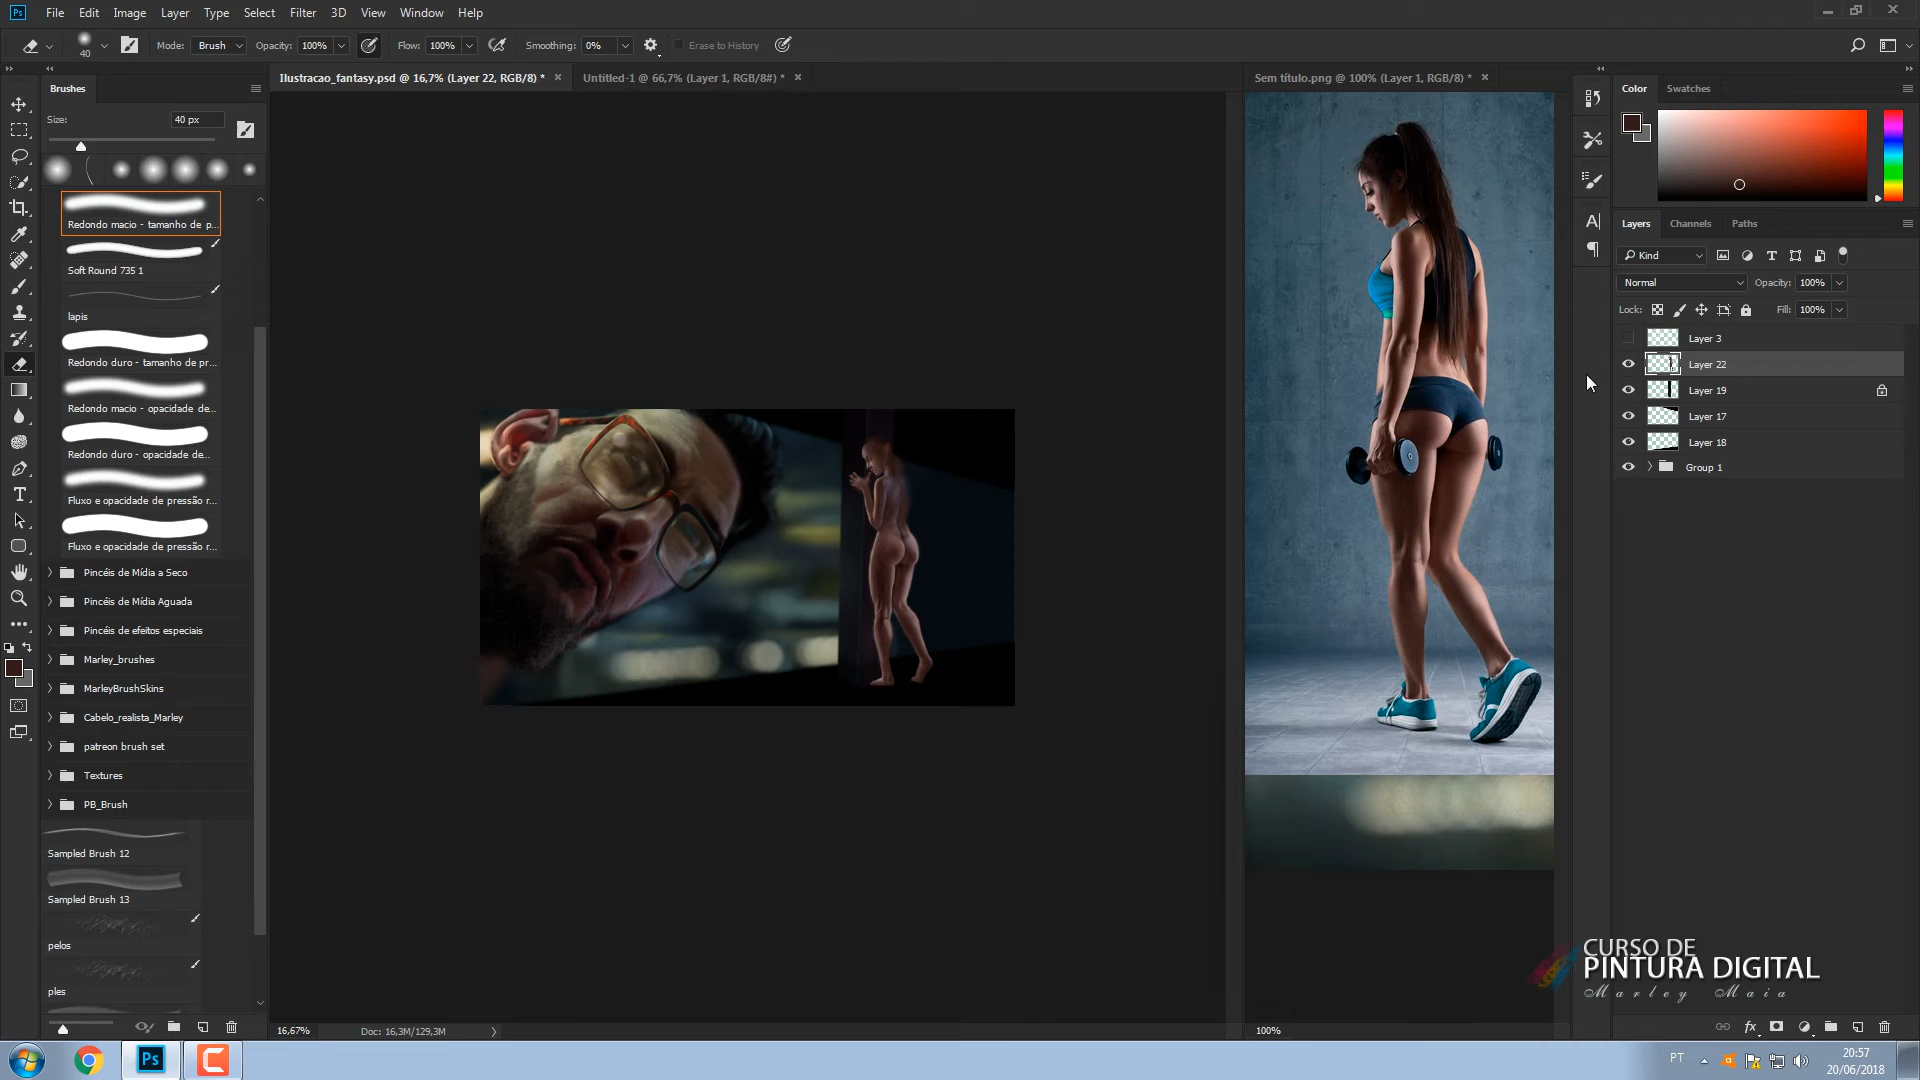 Ps File Edit Image Layer Type Select Filter 3D View Window Help
40 Mode: Brush Opacity: 100% Flow: 100% Smoothing: 0% Erase to History
Brushes
Size: 40 px
Redondo macio - tamanho de p...
Soft Round 735 1
lapis
Redondo duro - tamanho de pr...
Redondo macio - opacidade de...
Redondo duro - opacidade de...
Fluxo e opacidade de pressão r...
Fluxo e opacidade de pressão r...
Pincéis de Mídia a Seco
Pincéis de Mídia Aguada
Pincéis de efeitos especiais
Marley_brushes
MarleyBrushSkins
Cabelo_realista_Marley
patreon brush set
Textures
PB_Brush
Sampled Brush 12
Sampled Brush 13
pelos
ples
Ilustracao_fantasy.psd @ 16,7% (Layer 22, RGB/8) *
Untitled-1 @ 66,7% (Layer 1, RGB/8#) *
Sem título.png @ 100% (Layer 1, RGB/8) *
16,67% Doc: 16,3M/129,3M
100%
Color Swatches
Layers Channels Paths
Kind
Normal Opacity: 100%
Lock: Fill: 100%
Layer 3
Layer 22
Layer 19
Layer 17
Layer 18
Group 1
CURSO DE
PINTURA DIGITAL
Marley Maia
Ps
PT
20:57
20/06/2018